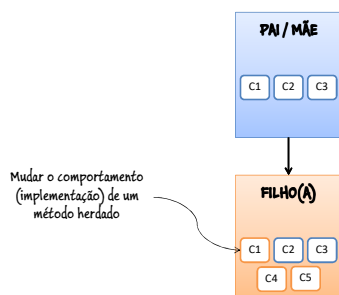 PAI / MÃE
C1 C2 C3
Mudar o comportamento
(implementação) de um
método herdado
FILHO(A)
C1 C2 C3
C4 C5